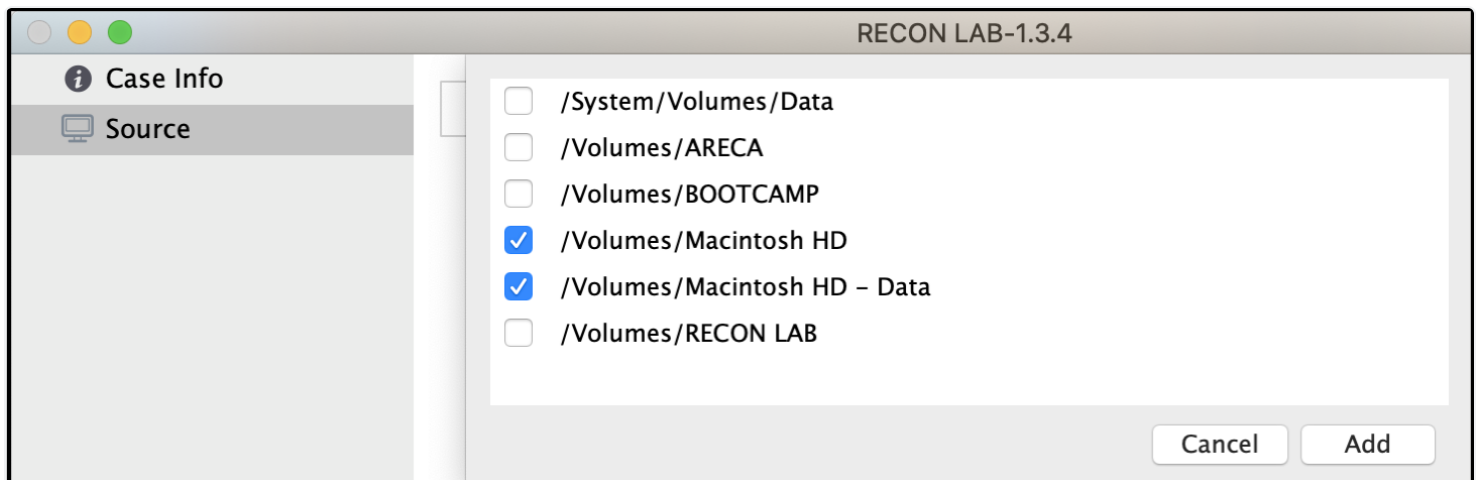 RECON LAB-1.3.4
Case Info
Source
/System/Volumes/Data
/Volumes/ARECA
/Volumes/BOOTCAMP
/Volumes/Macintosh HD
/Volumes/Macintosh HD – Data
/Volumes/RECON LAB
Cancel Add